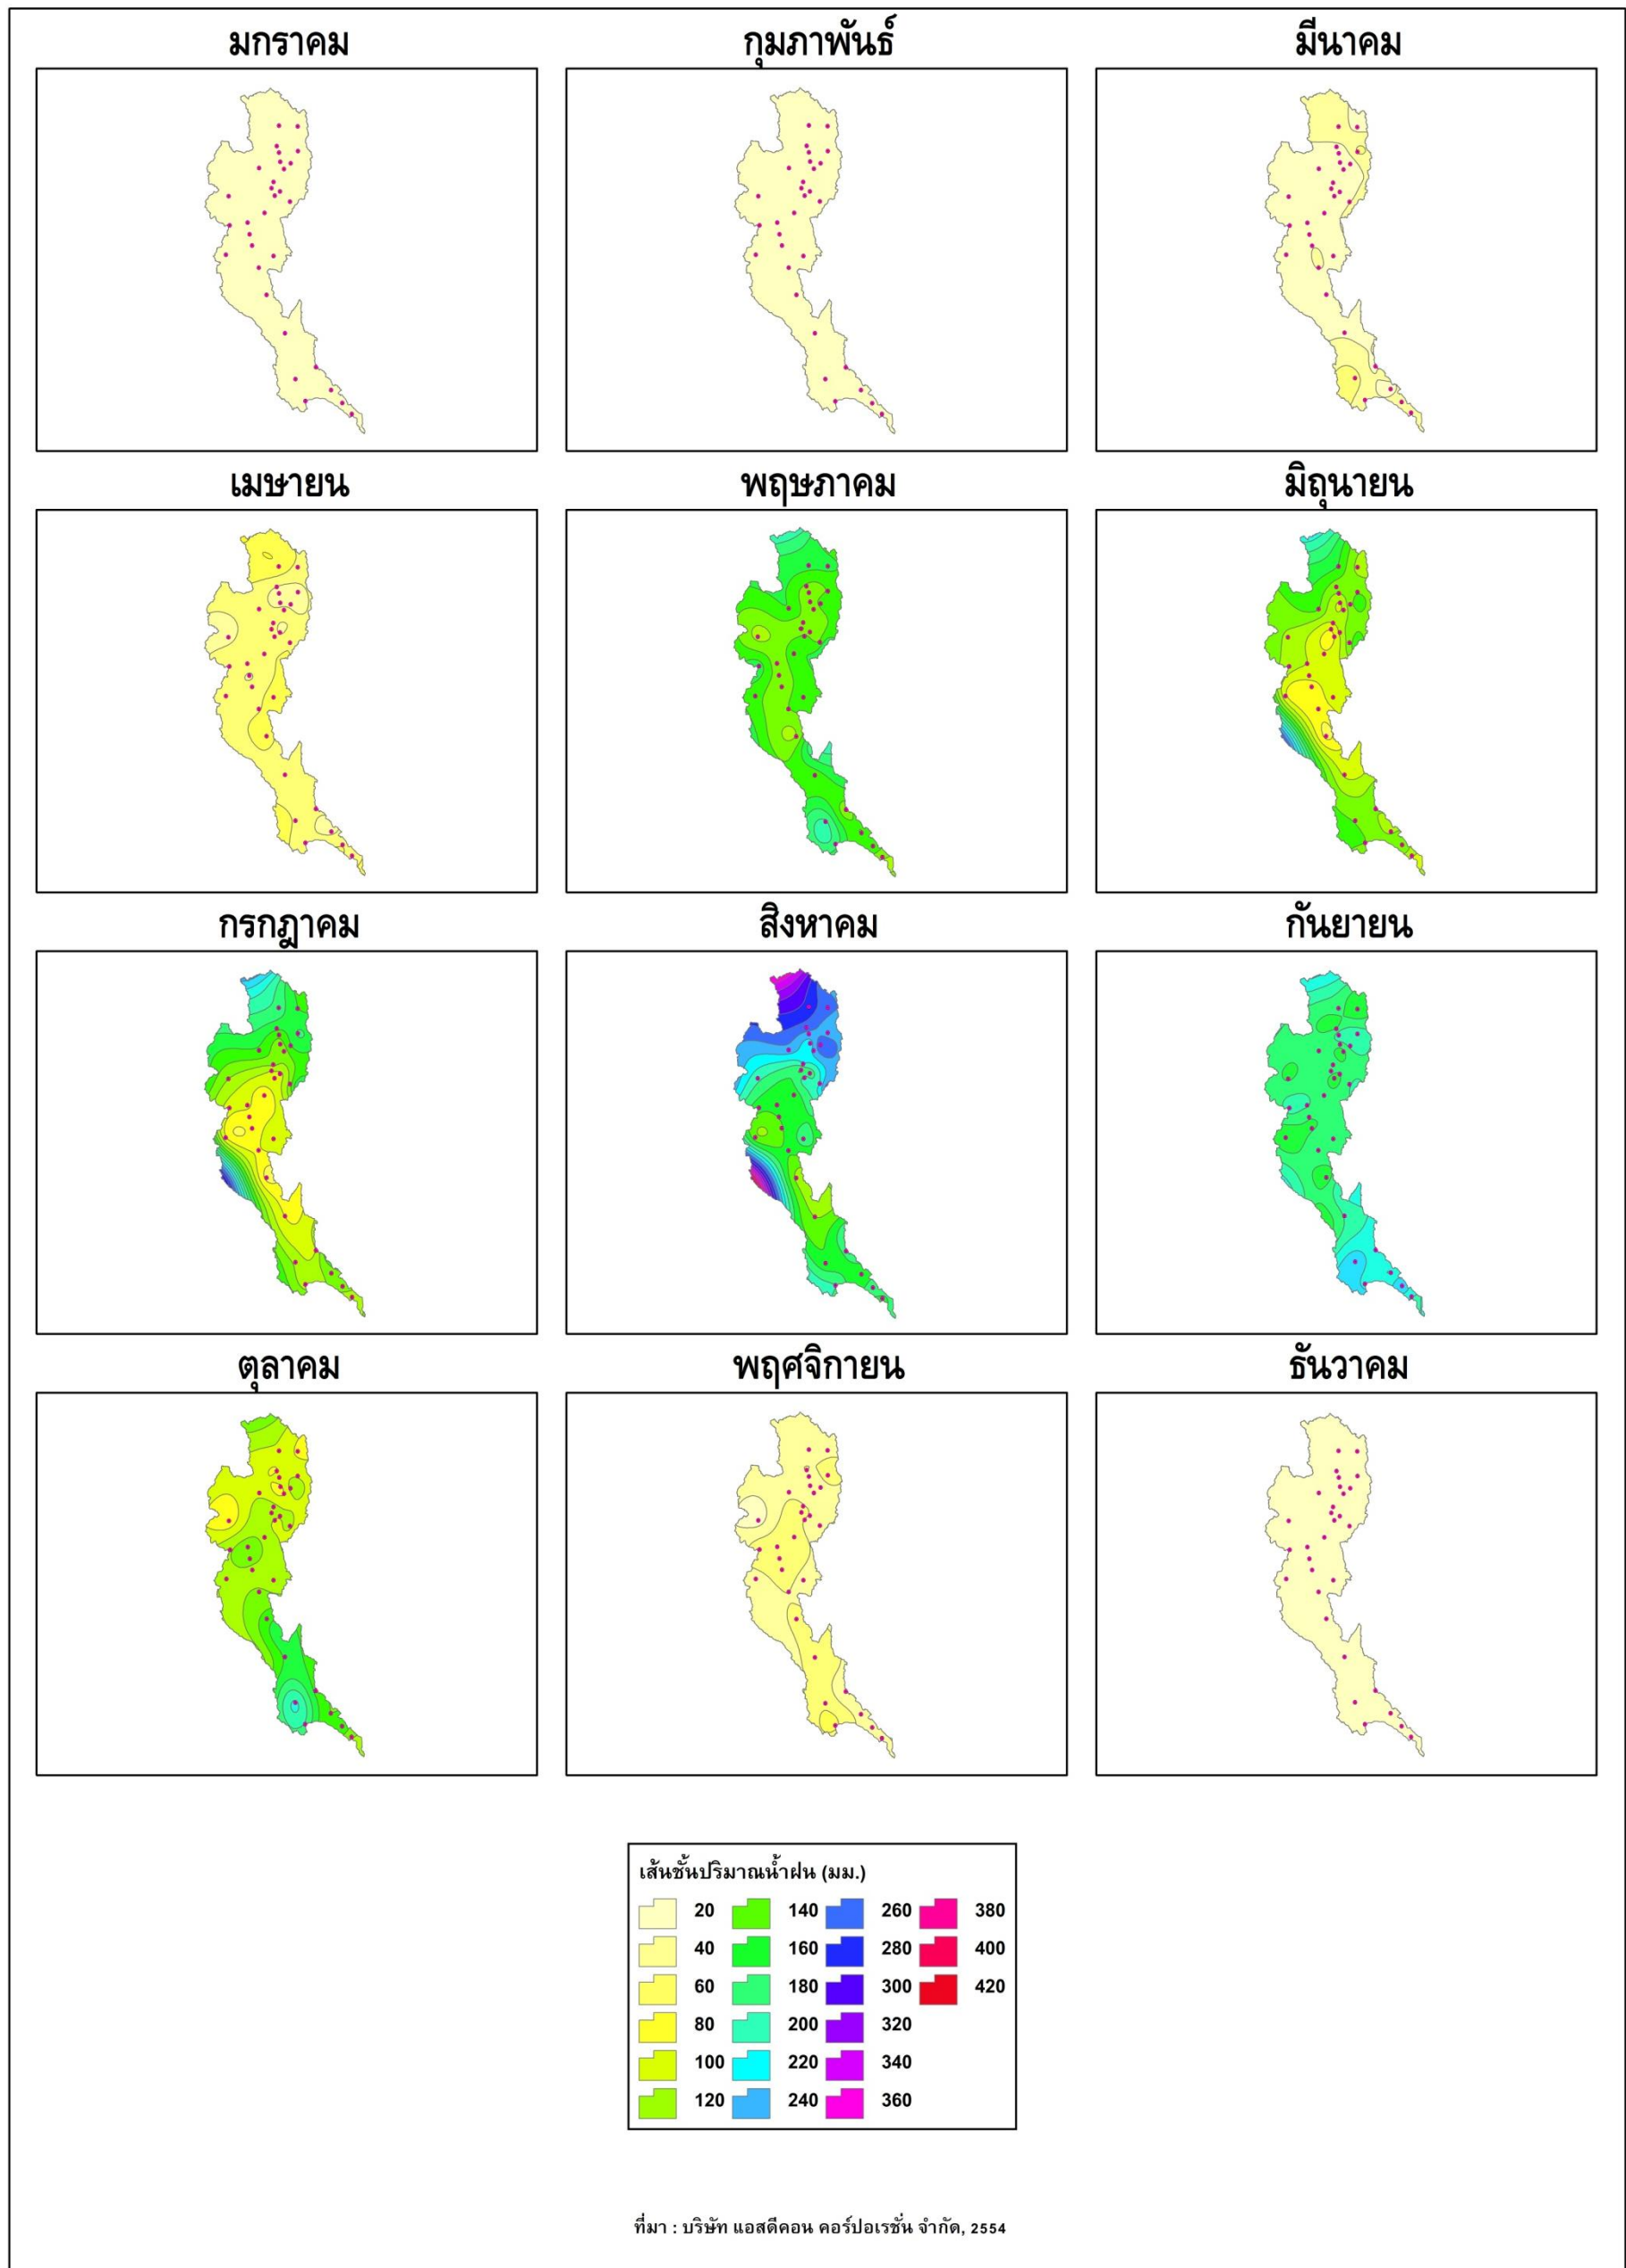 มกราคม กุมภาพันธ์ มีนาคม
เมษายน พฤษภาคม มิถุนายน
กรกฎาคม สิงหาคม กันยายน
ตุลาคม พฤศจิกายน ธันวาคม
เส้นชั้นปริมาณน้ำฝน (มม.)
20 140 260 380
40 160 280 400
60 180 300 420
80 200 320
100 220 340
120 240 360
ที่มา : บริษัท แอสดีคอน คอร์ปอเรชั่น จำกัด, 2554